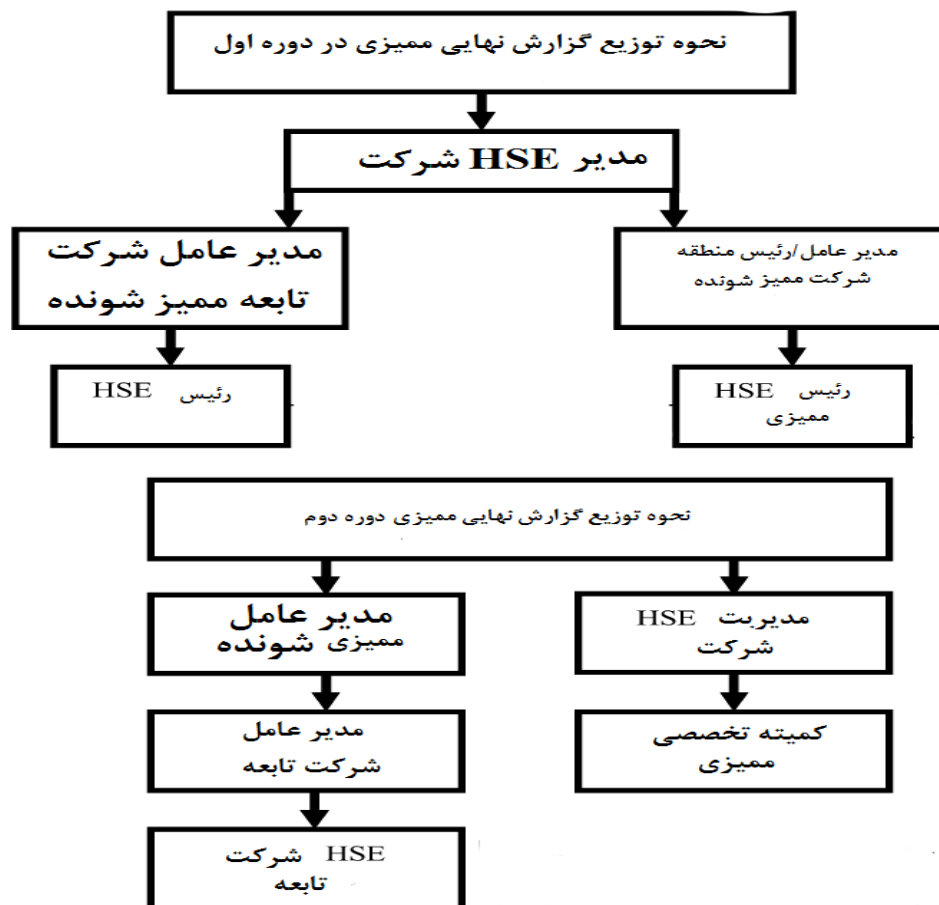 نحوه توزیع گزارش نهایی ممیزی در دوره اول
مدیر HSE شرکت
مدیر عامل/رئیس منطقه
شرکت ممیز شونده
مدیر عامل شرکت
تابعه ممیز شونده
رئیس HSE
ممیزی
رئیس HSE
نحوه توزیع گزارش نهایی ممیزی دوره دوم
مدیریت HSE
شرکت
مدیر عامل
ممیزی شونده
کمیته تخصصی
ممیزی
مدیر عامل
شرکت تابعه
HSE شرکت
تابعه